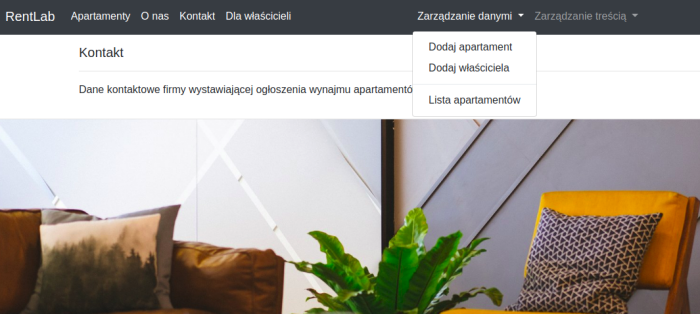 RentLab Apartamenty O nas Kontakt Dla właścicieli Zarządzanie danymi Zarządzanie treścią
Dodaj apartament
Dodaj właściciela
Lista apartamentów
Kontakt
Dane kontaktowe firmy wystawiającej ogłoszenia wynajmu apartamentó